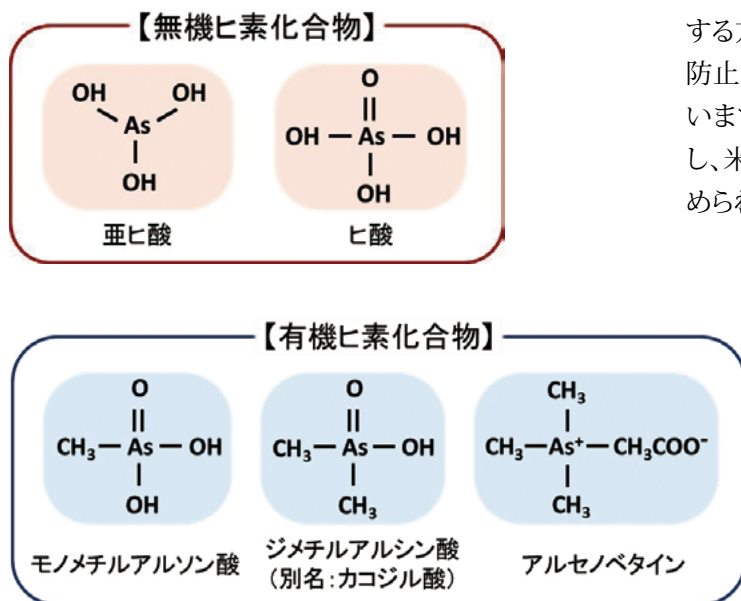 【無機ヒ素化合物】
OH OH
As
OH
亜ヒ酸
O
OH As OH
OH
ヒ酸
する
防止
います
し、米
められ
【有機ヒ素化合物】
O
CH₃ As OH
OH
モノメチルアルソン酸
O
CH₃ As OH
CH₃
ジメチルアルシン酸
(別名:カコジル酸)
CH₃
CH₃ As⁺ CH₃COO⁻
CH₃
アルセノベタイン